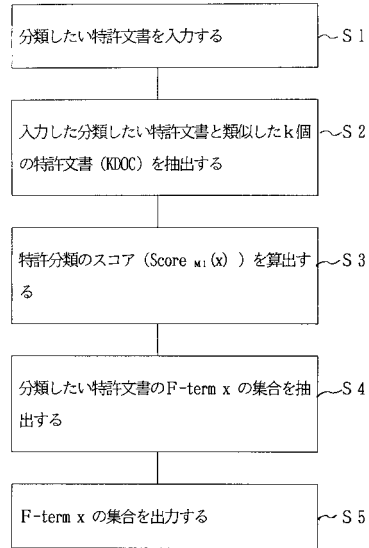 分類したい特許文書を入力する
～S1
入力した分類したい特許文書と類似したk個
の特許文書（KDOC）を抽出する
～S2
特許分類のスコア（Score M1(x)）を算出す
る
～S3
分類したい特許文書のF-term x の集合を抽
出する
～S4
F-term x の集合を出力する
～S5